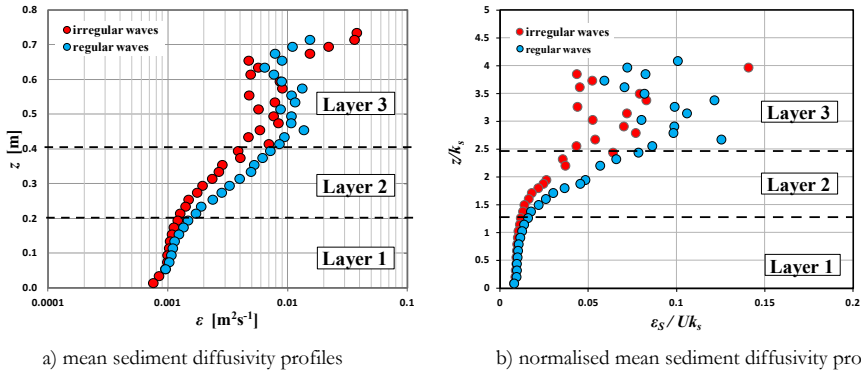 irregular waves
regular waves
0.8
0.7
0.6
0.5
0.4
0.3
0.2
0.1
0.0
z [m]
Layer 3
Layer 2
Layer 1
0.0001
0.001
0.01
0.1
ε [m²s⁻¹]
a) mean sediment diffusivity profiles
irregular waves
regular waves
5
4.5
4
3.5
3
2.5
2
1.5
1
0.5
0
z/kₛ
Layer 3
Layer 2
Layer 1
0
0.05
0.1
0.15
0.2
εS / Ukₛ
b) normalised mean sediment diffusivity pro